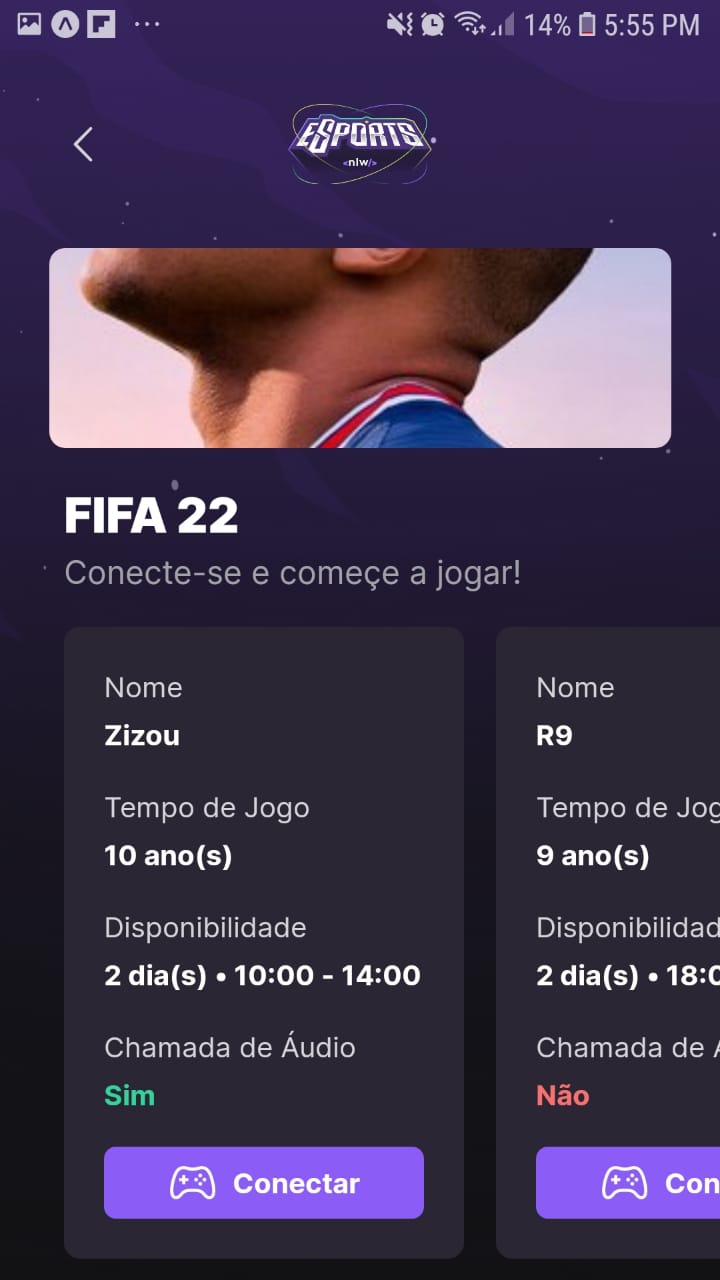 14% 5:55 PM
ESPORTS
<nlw/>
FIFA 22
Conecte-se e começe a jogar!
Nome
Zizou
Tempo de Jogo
10 ano(s)
Disponibilidade
2 dia(s) • 10:00 - 14:00
Chamada de Áudio
Sim
Conectar
Nome
R9
Tempo de Jog
9 ano(s)
Disponibilidad
2 dia(s) • 18:0
Chamada de Á
Não
Con